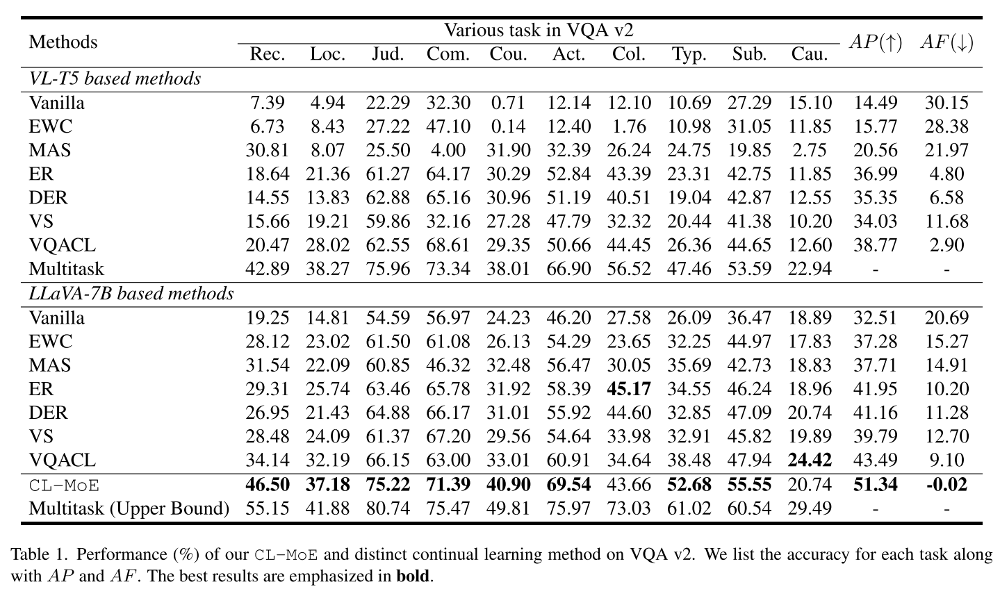 Methods Various task in VQA v2 AP(↑) AF(↓)
Rec. Loc. Jud. Com. Cou. Act. Col. Typ. Sub. Cau.
VL-T5 based methods
Vanilla 7.39 4.94 22.29 32.30 0.71 12.14 12.10 10.69 27.29 15.10 14.49 30.15
EWC 6.73 8.43 27.22 47.10 0.14 12.40 1.76 10.98 31.05 11.85 15.77 28.38
MAS 30.81 8.07 25.50 4.00 31.90 32.39 26.24 24.75 19.85 2.75 20.56 21.97
ER 18.64 21.36 61.27 64.17 30.29 52.84 43.39 23.31 42.75 11.85 36.99 4.80
DER 14.55 13.83 62.88 65.16 30.96 51.19 40.51 19.04 42.87 12.55 35.35 6.58
VS 15.66 19.21 59.86 32.16 27.28 47.79 32.32 20.44 41.38 10.20 34.03 11.68
VQACL 20.47 28.02 62.55 68.61 29.35 50.66 44.45 26.36 44.65 12.60 38.77 2.90
Multitask 42.89 38.27 75.96 73.34 38.01 66.90 56.52 47.46 53.59 22.94 - -
LLaVA-7B based methods
Vanilla 19.25 14.81 54.59 56.97 24.23 46.20 27.58 26.09 36.47 18.89 32.51 20.69
EWC 28.12 23.02 61.50 61.08 26.13 54.29 23.65 32.25 44.97 17.83 37.28 15.27
MAS 31.54 22.09 60.85 46.32 32.48 56.47 30.05 35.69 42.73 18.83 37.71 14.91
ER 29.31 25.74 63.46 65.78 31.92 58.39 45.17 34.55 46.24 18.96 41.95 10.20
DER 26.95 21.43 64.88 66.17 31.01 55.92 44.60 32.85 47.09 20.74 41.16 11.28
VS 28.48 24.09 61.37 67.20 29.56 54.64 33.98 32.91 45.82 19.89 39.79 12.70
VQACL 34.14 32.19 66.15 63.00 33.01 60.91 34.64 38.48 47.94 24.42 43.49 9.10
CL-MoE 46.50 37.18 75.22 71.39 40.90 69.54 43.66 52.68 55.55 20.74 51.34 -0.02
Multitask (Upper Bound) 55.15 41.88 80.74 75.47 49.81 75.97 73.03 61.02 60.54 29.49 - -
Table 1. Performance (%) of our CL-MoE and distinct continual learning method on VQA v2. We list the accuracy for each task along
with AP and AF. The best results are emphasized in bold.